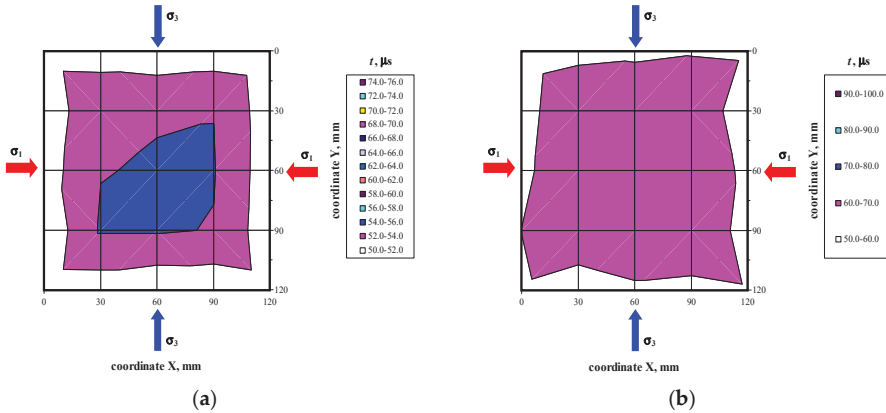 σ3
σ3
0
30
60
90
120
coordinate Y, mm
t, μs
74.0-76.0
72.0-74.0
70.0-72.0
68.0-70.0
66.0-68.0
64.0-66.0
62.0-64.0
60.0-62.0
58.0-60.0
56.0-58.0
54.0-56.0
52.0-54.0
50.0-52.0
0
30
60
90
120
coordinate Y, mm
t, μs
90.0-100.0
80.0-90.0
70.0-80.0
60.0-70.0
50.0-60.0
σ1
σ1
σ1
σ1
0 30 60 90 120
0 30 60 90 120
σ3
σ3
coordinate X, mm
coordinate X, mm
(a)
(b)